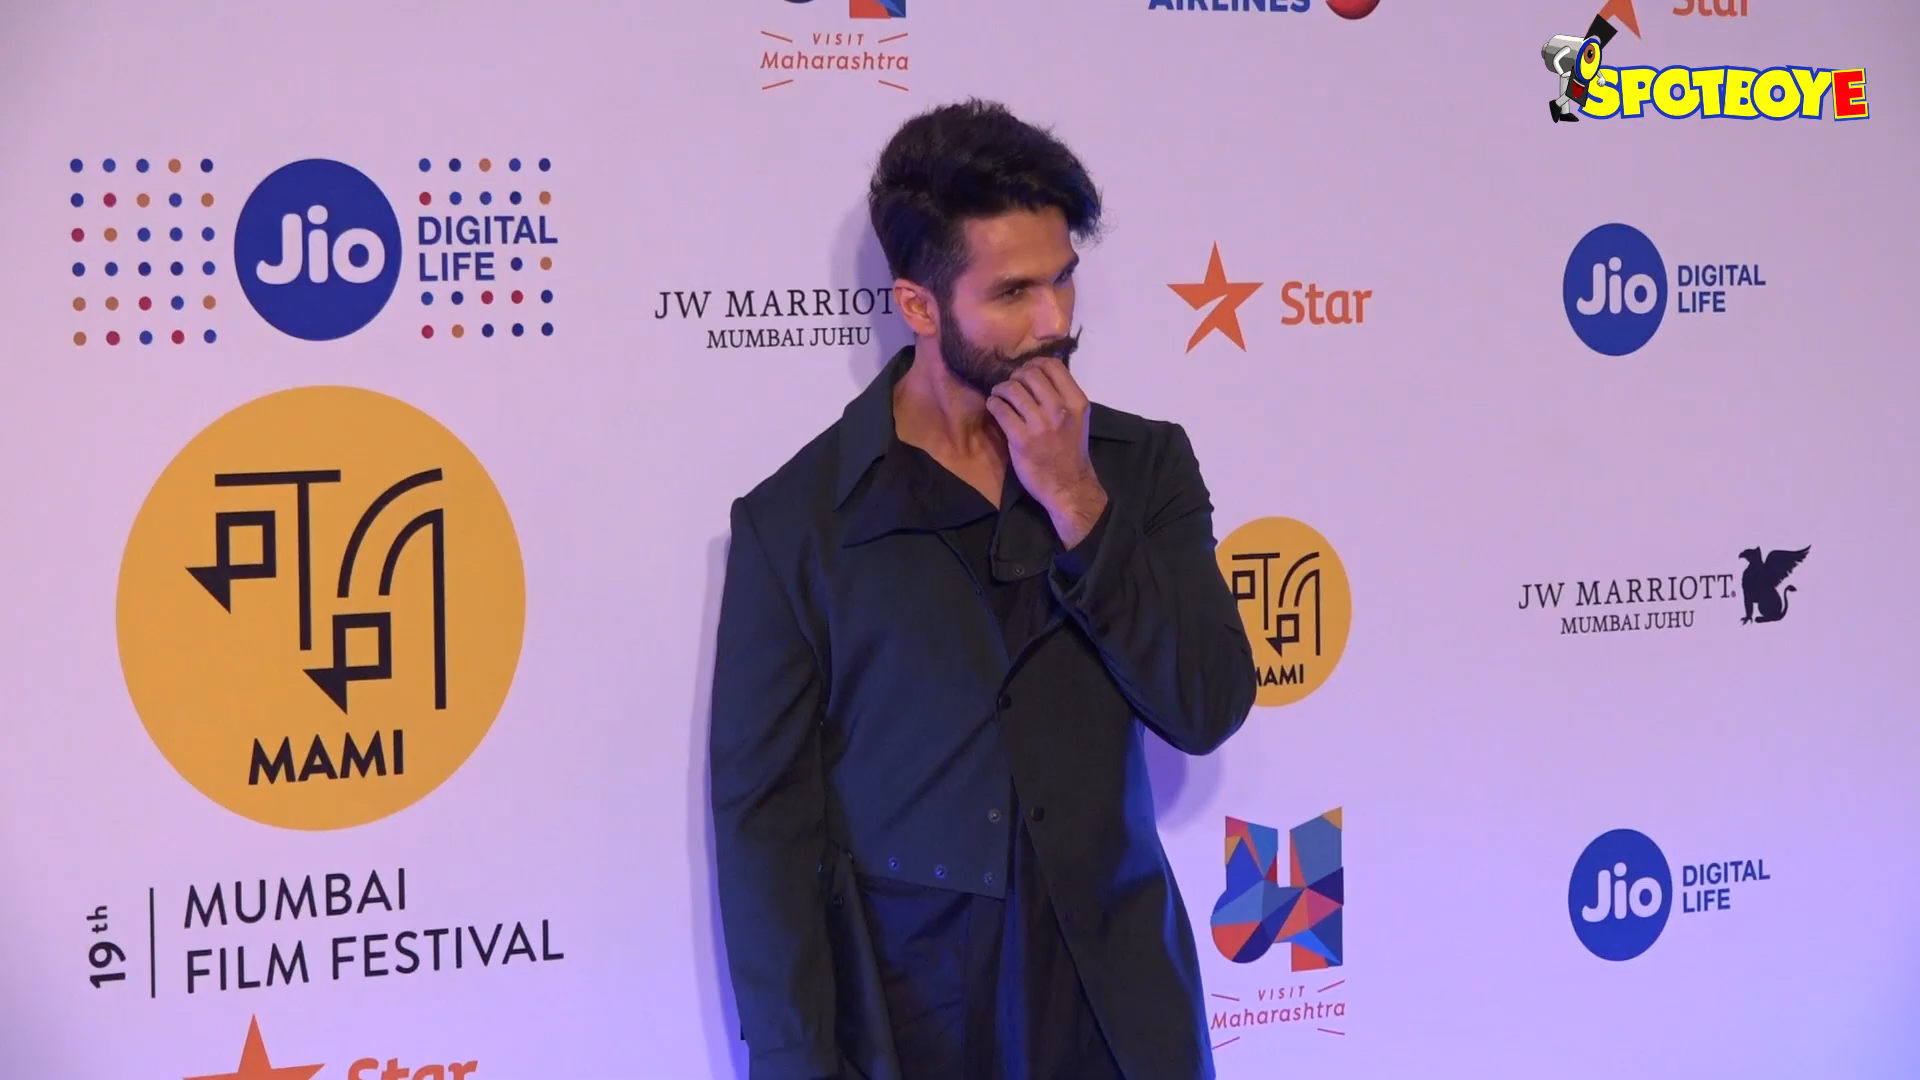 VISIT
Maharashtra
AIRLINES
Star
SPOTBOYE
Jio
DIGITAL
LIFE
JW MARRIOT
MUMBAI JUHU
Star
Jio
DIGITAL
LIFE
MAMI
19th
MUMBAI
FILM FESTIVAL
MAMI
JW MARRIOTT
MUMBAI JUHU
VISIT
Maharashtra
Jio
DIGITAL
LIFE
Star